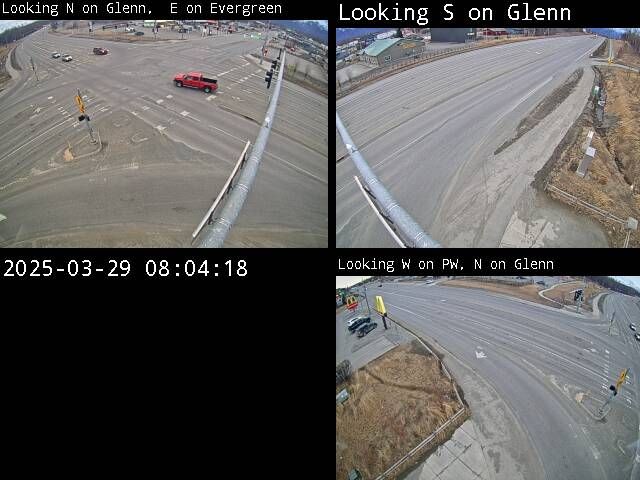 Looking N on Glenn,  E on Evergreen
Looking S on Glenn
2025-03-29 08:04:18
Looking W on PW, N on Glenn